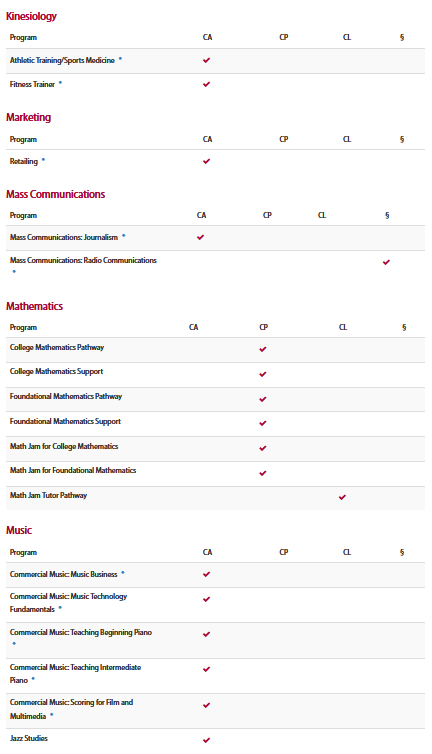 Kinesiology
Program CA CP CL §
Athletic Training/Sports Medicine * ✓
Fitness Trainer * ✓
Marketing
Program CA CP CL §
Retailing * ✓
Mass Communications
Program CA CP CL §
Mass Communications: Journalism * ✓
Mass Communications: Radio Communications ✓
*
Mathematics
Program CA CP CL §
College Mathematics Pathway ✓
College Mathematics Support ✓
Foundational Mathematics Pathway ✓
Foundational Mathematics Support ✓
Math Jam for College Mathematics ✓
Math Jam for Foundational Mathematics ✓
Math Jam Tutor Pathway ✓
Music
Program CA CP CL §
Commercial Music: Music Business * ✓
Commercial Music: Music Technology ✓
Fundamentals *
Commercial Music: Teaching Beginning Piano ✓
*
Commercial Music: Teaching Intermediate ✓
Piano *
Commercial Music: Scoring for Film and ✓
Multimedia *
Jazz Studies ✓